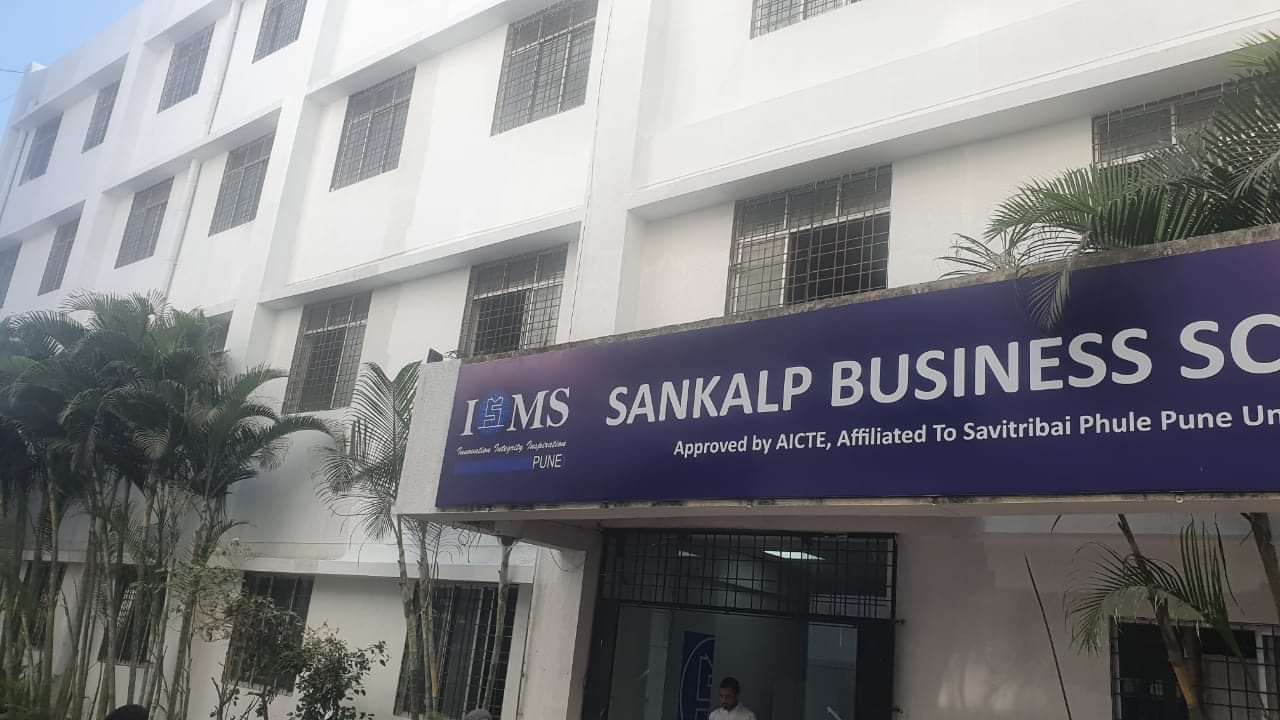 ISMS
Innovation Integrity Inspiration
PUNE
SANKALP BUSINESS SC
Approved by AICTE, Affiliated To Savitribai Phule Pune Un